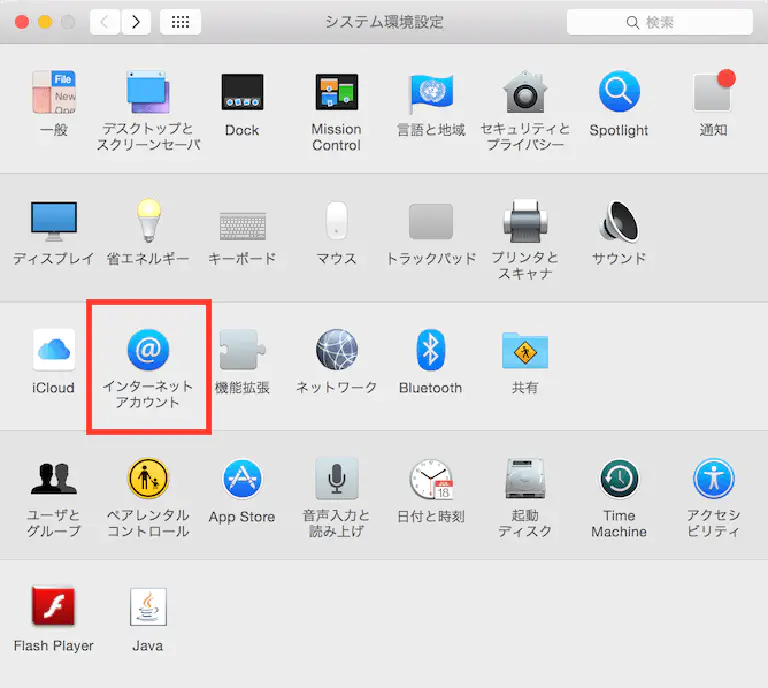 システム環境設定
検索
File
New
Ope
一般
デスクトップと
スクリーンセーバ
Dock
Mission
Control
言語と地域
セキュリティと
プライバシー
Spotlight
通知
ディスプレイ
省エネルギー
キーボード
マウス
トラックパッド
プリンタと
スキャナ
サウンド
iCloud
@
インターネット
アカウント
機能拡張
ネットワーク
Bluetooth
共有
18
ユーザと
グループ
ペアレンタル
コントロール
App Store
音声入力と
読み上げ
日付と時刻
起動
ディスク
Time
Machine
アクセシ
ビリティ
Flash Player
Java